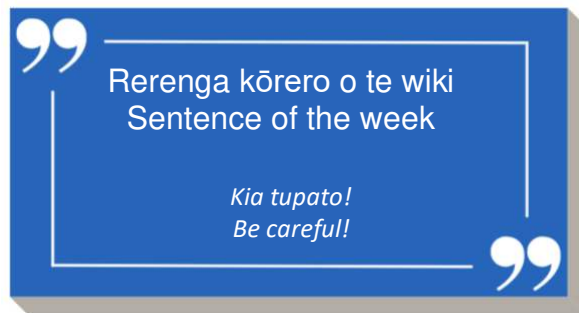 Rerenga kōrero o te wiki
Sentence of the week
Kia tupato!
Be careful!